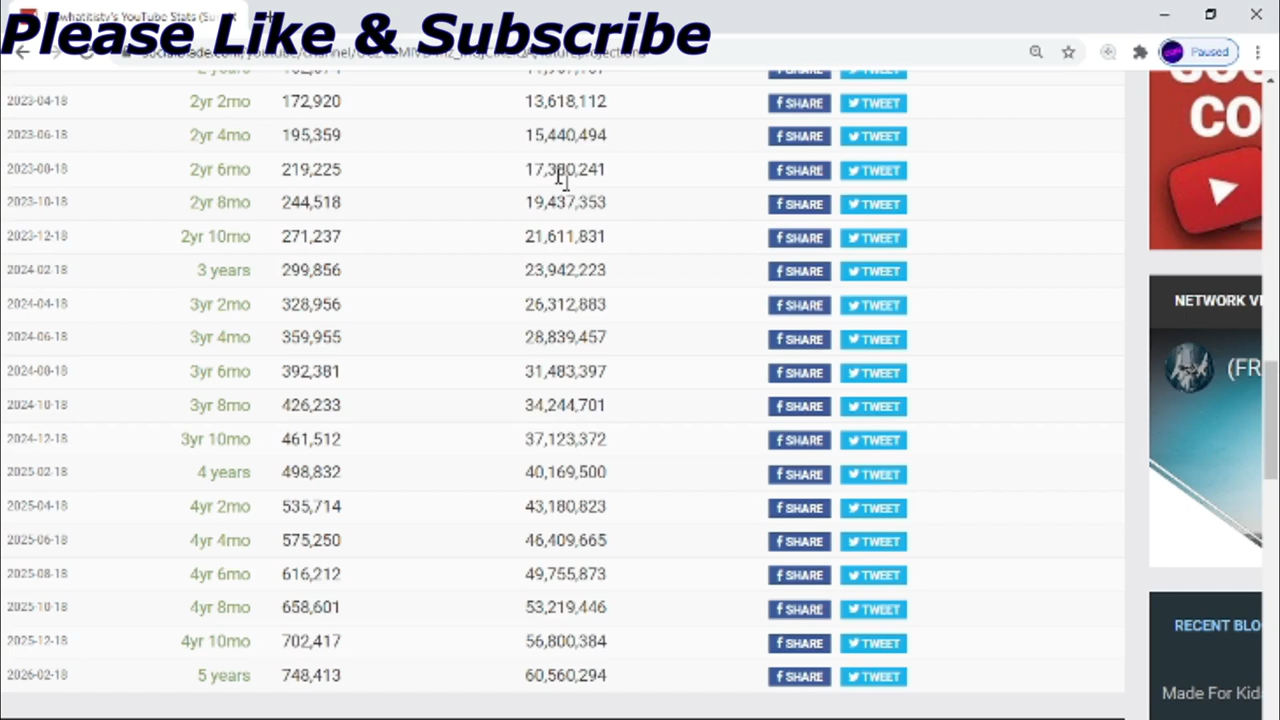 Please Like & Subscribe
Paused
2023-04-18 2yr 2mo 172,920 13,618,112 SHARE TWEET
2023-06-18 2yr 4mo 195,359 15,440,494 SHARE TWEET
2023-08-18 2yr 6mo 219,225 17,380,241 SHARE TWEET
2023-10-18 2yr 8mo 244,518 19,437,353 SHARE TWEET
2023-12-18 2yr 10mo 271,237 21,611,831 SHARE TWEET
2024-02-18 3 years 299,856 23,942,223 SHARE TWEET
2024-04-18 3yr 2mo 328,956 26,312,883 SHARE TWEET
2024-06-18 3yr 4mo 359,955 28,839,457 SHARE TWEET
2024-08-18 3yr 6mo 392,381 31,483,397 SHARE TWEET
2024-10-18 3yr 8mo 426,233 34,244,701 SHARE TWEET
2024-12-18 3yr 10mo 461,512 37,123,372 SHARE TWEET
2025-02-18 4 years 498,832 40,169,500 SHARE TWEET
2025-04-18 4yr 2mo 535,714 43,180,823 SHARE TWEET
2025-06-18 4yr 4mo 575,250 46,409,665 SHARE TWEET
2025-08-18 4yr 6mo 616,212 49,755,873 SHARE TWEET
2025-10-18 4yr 8mo 658,601 53,219,446 SHARE TWEET
2025-12-18 4yr 10mo 702,417 56,800,384 SHARE TWEET
2026-02-18 5 years 748,413 60,560,294 SHARE TWEET
CO
NETWORK VI
(FR
RECENT BLO
Made For Kid